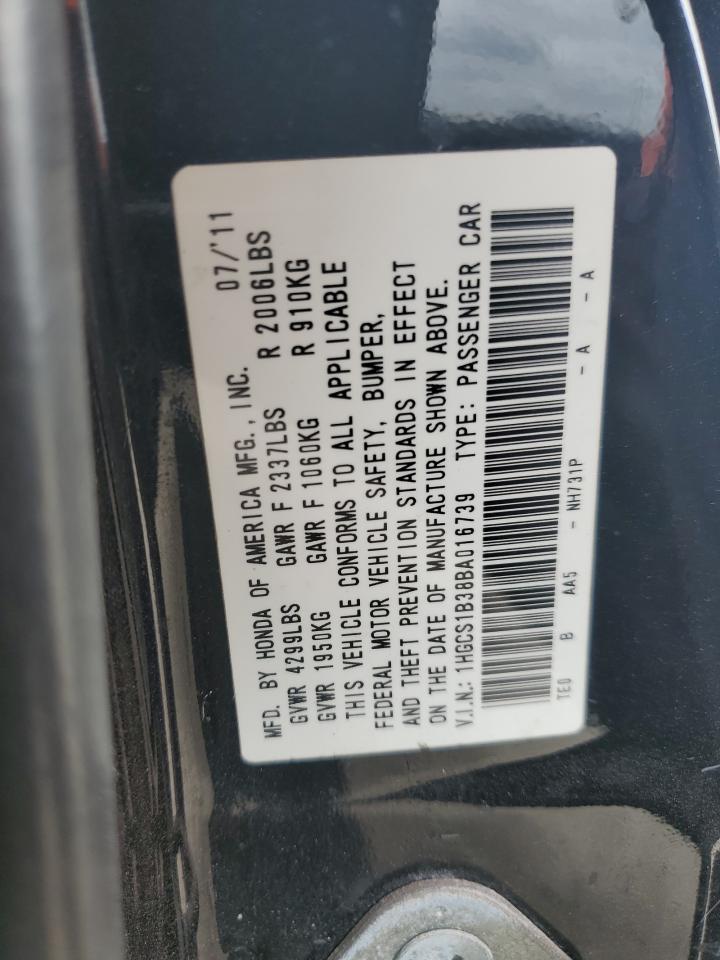 MFD. BY HONDA OF AMERICA MFG., INC. 07/'11
GVWR 4299LBS GAWR F 2337LBS R 2006LBS
GVWR 1950KG GAWR F 1060KG R 910KG
THIS VEHICLE CONFORMS TO ALL APPLICABLE
FEDERAL MOTOR VEHICLE SAFETY, BUMPER,
AND THEFT PREVENTION STANDARDS IN EFFECT
ON THE DATE OF MANUFACTURE SHOWN ABOVE.
V.I.N.: 1HGCS1B38BA016739 TYPE: PASSENGER CAR
TE0 B AA5 - NH731P - A - A